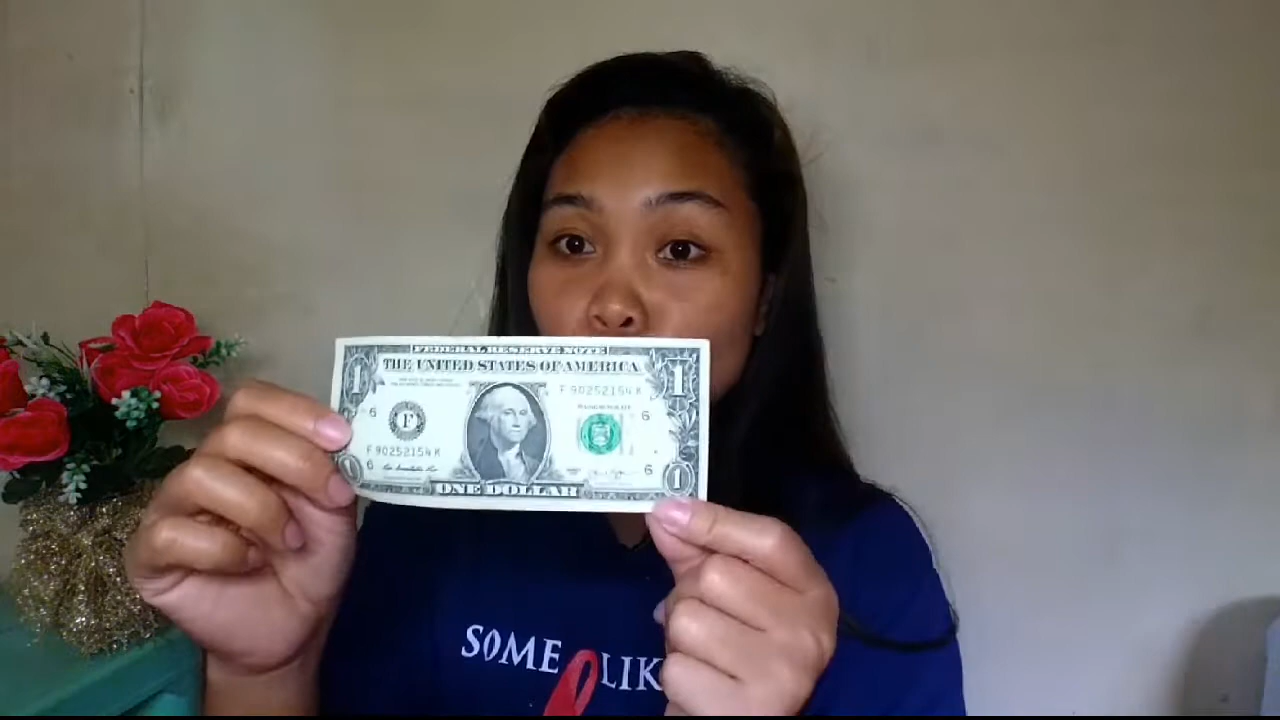 FEDERAL RESERVE NOTE
THE UNITED STATES OF AMERICA
1
1
F 90252154 K
WASHINGTON, D.C.
6
F
6
F 90252154 K
6
6
1
1
ONE DOLLAR
SOME LIK